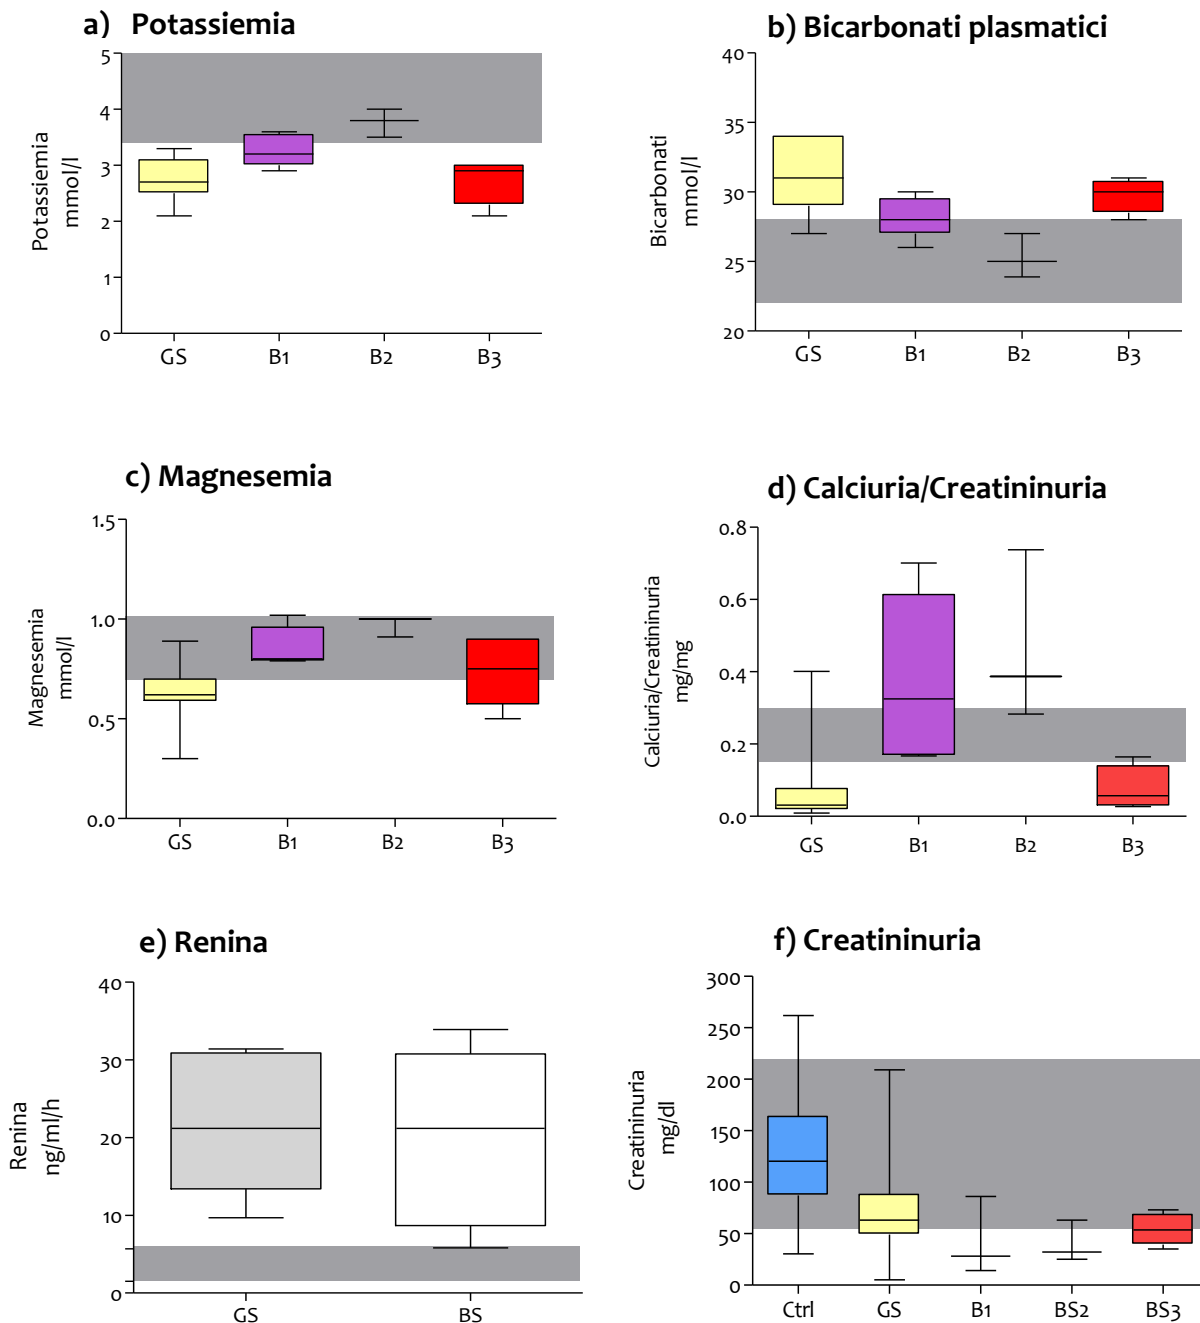 a) Potassiemia
5
4
3
2
1
0
Potassiemia
mmol/l
GS B1 B2 B3
b) Bicarbonati plasmatici
40
35
30
25
20
Bicarbonati
mmol/l
GS B1 B2 B3
c) Magnesemia
1.5
1.0
0.5
0.0
Magnesemia
mmol/l
GS B1 B2 B3
d) Calciuria/Creatininuria
0.8
0.6
0.4
0.2
0.0
Calciuria/Creatininuria
mg/mg
GS B1 B2 B3
e) Renina
40
30
20
10
0
Renina
ng/ml/h
GS BS
f) Creatininuria
300
250
200
150
100
50
0
Creatininuria
mg/dl
Ctrl GS B1 BS2 BS3